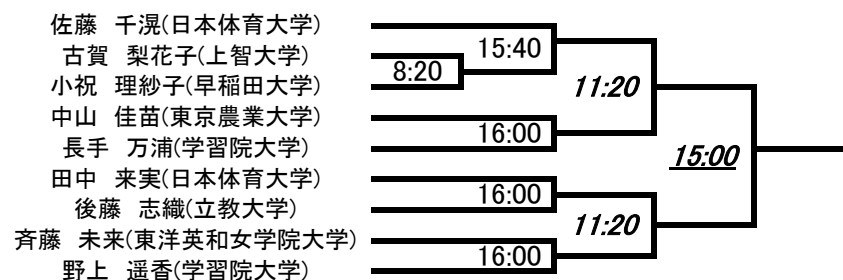 佐藤　千滉(日本体育大学)
古賀　梨花子(上智大学)
小祝　理紗子(早稲田大学)
中山　佳苗(東京農業大学)
長手　万浦(学習院大学)
田中　来実(日本体育大学)
後藤　志織(立教大学)
斉藤　未来(東洋英和女学院大学)
野上　遥香(学習院大学)
8:20
15:40
16:00
16:00
16:00
11:20
11:20
15:00